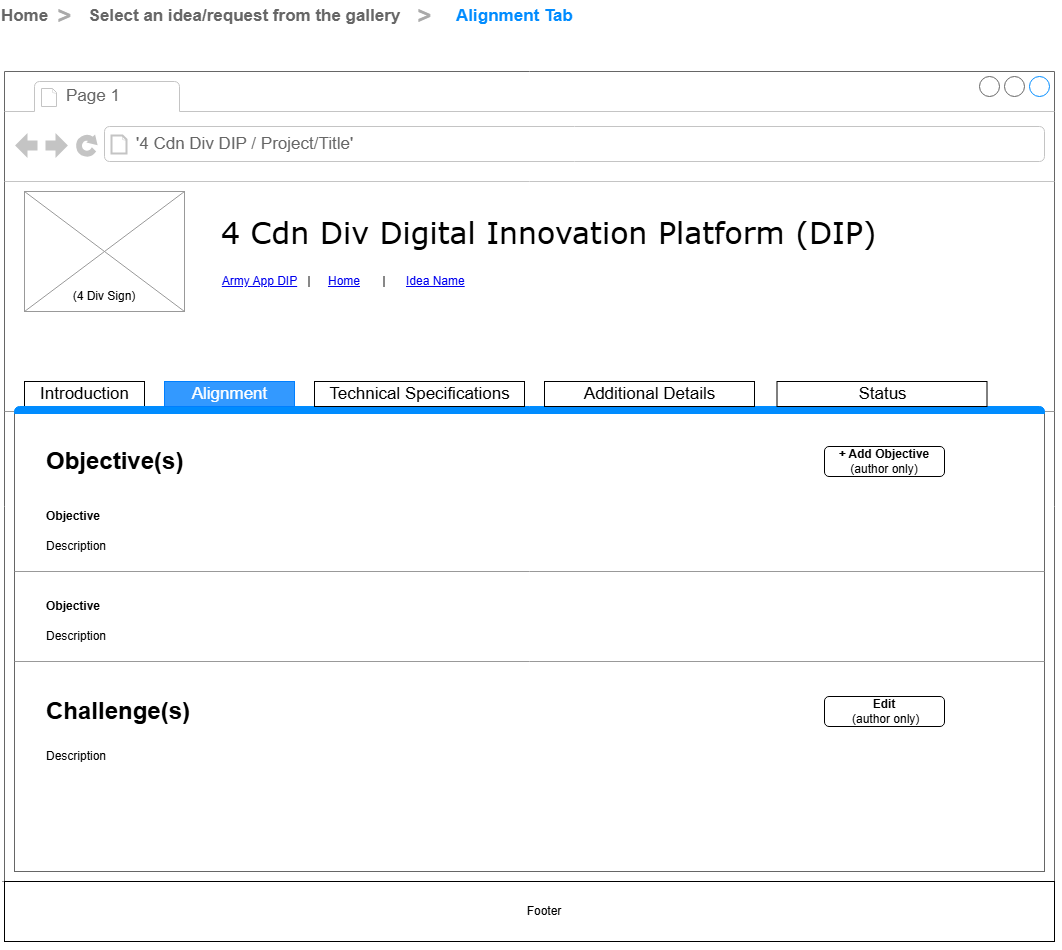 Home > Select an idea/request from the gallery > Alignment Tab
Page 1
'4 Cdn Div DIP / Project/Title'
(4 Div Sign)
4 Cdn Div Digital Innovation Platform (DIP)
Army App DIP | Home | Idea Name
Introduction Alignment Technical Specifications Additional Details Status
Objective(s)
+ Add Objective
(author only)
Objective
Description
Objective
Description
Challenge(s)
Edit
(author only)
Description
Footer